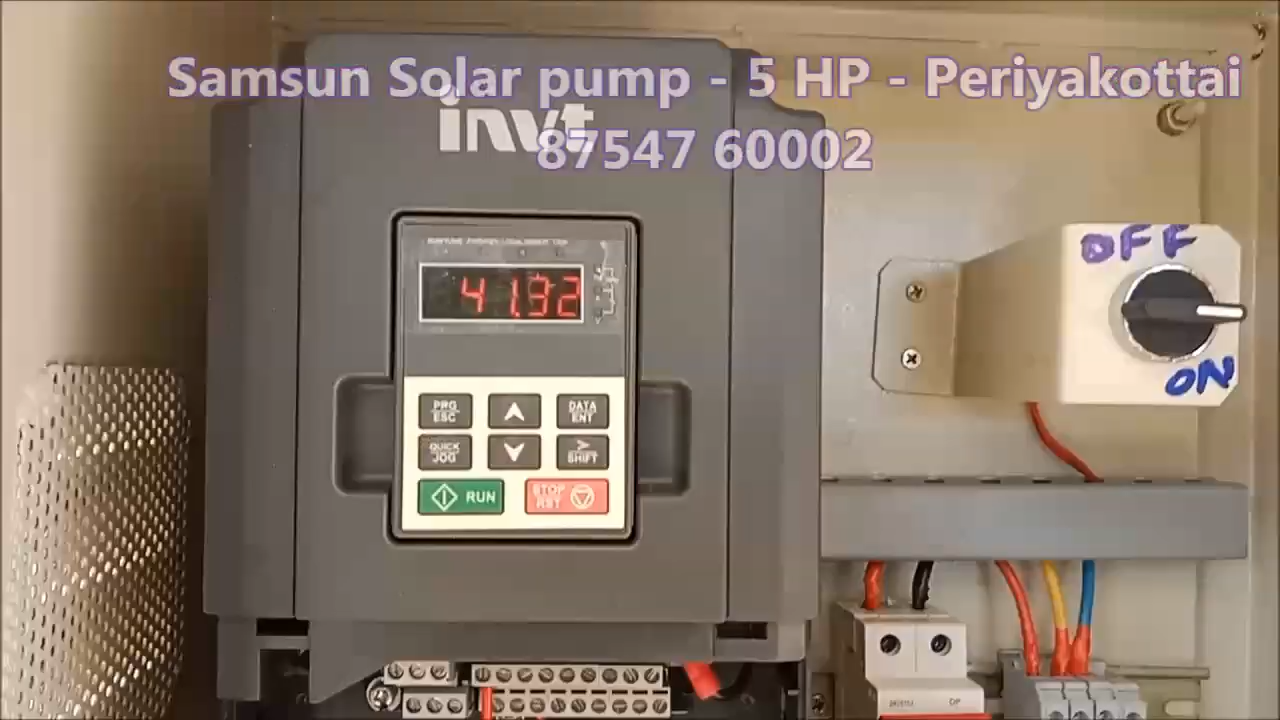 Samsun Solar pump - 5 HP - Periyakottai
invt
87547 60002
OFF
41.92
ON
PRG
ESC
DATA
ENT
QUICK
JOG
SHIFT
RUN
STOP
RST
DP